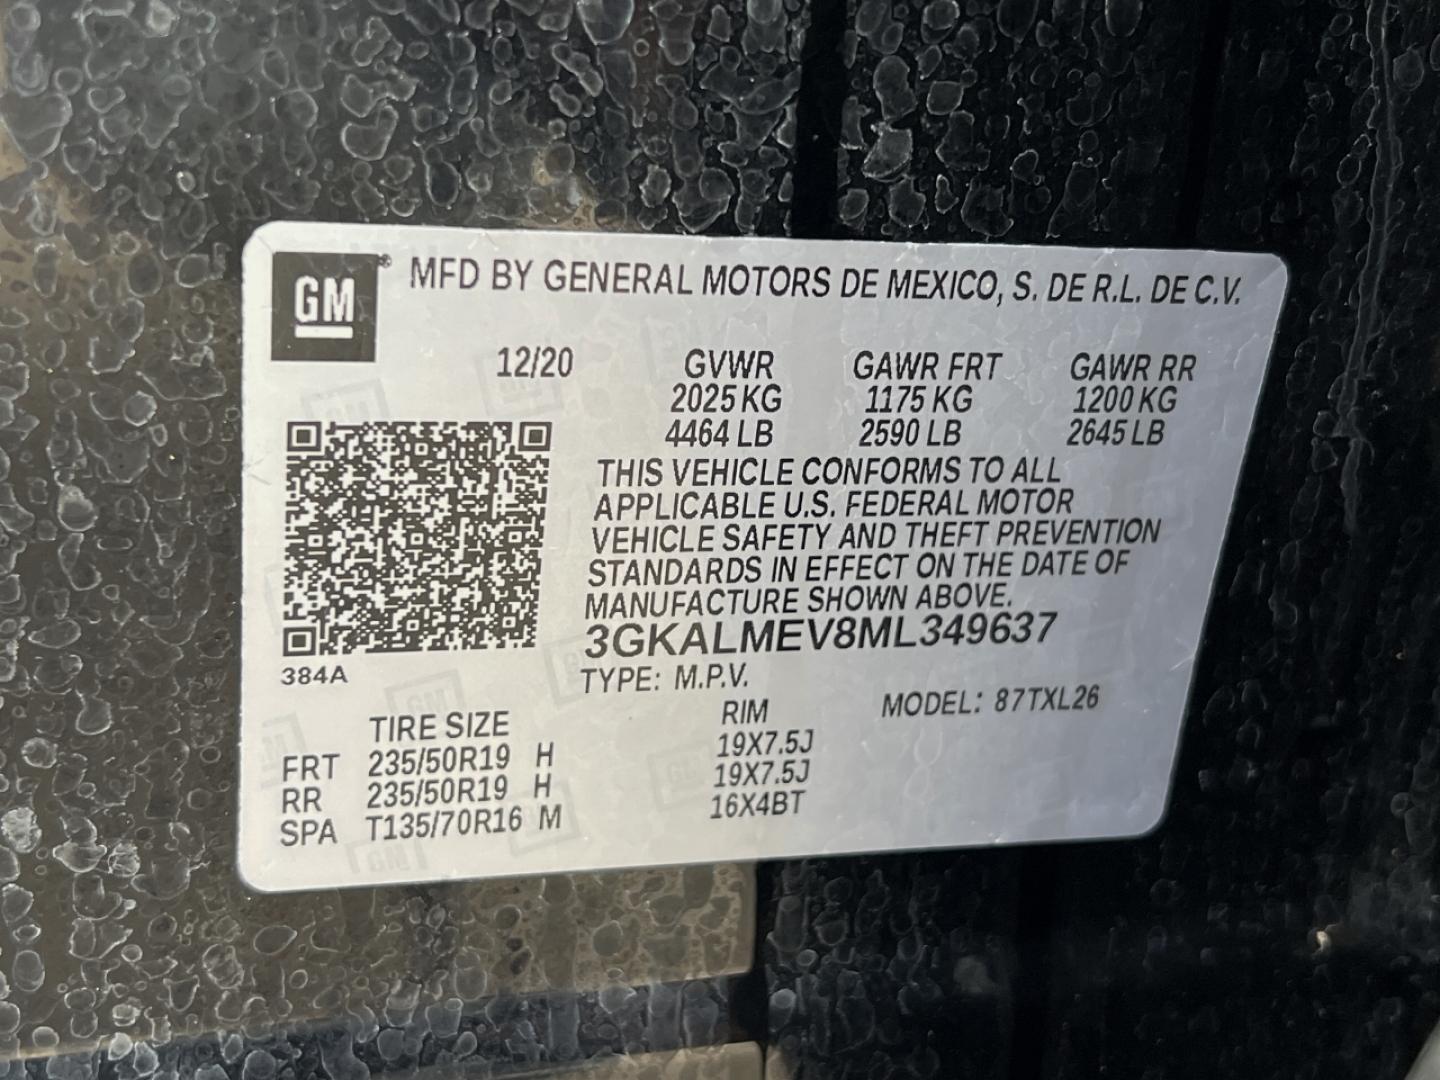 GM ® MFD BY GENERAL MOTORS DE MEXICO, S. DE R.L. DE C.V.
12/20 GVWR GAWR FRT GAWR RR
2025 KG 1175 KG 1200 KG
4464 LB 2590 LB 2645 LB
THIS VEHICLE CONFORMS TO ALL
APPLICABLE U.S. FEDERAL MOTOR
VEHICLE SAFETY AND THEFT PREVENTION
STANDARDS IN EFFECT ON THE DATE OF
MANUFACTURE SHOWN ABOVE.
3GKALMEV8ML349637
384A
TYPE: M.P.V. MODEL: 87TXL26
TIRE SIZE RIM
FRT 235/50R19 H 19X7.5J
RR 235/50R19 H 19X7.5J
SPA T135/70R16 M 16X4BT